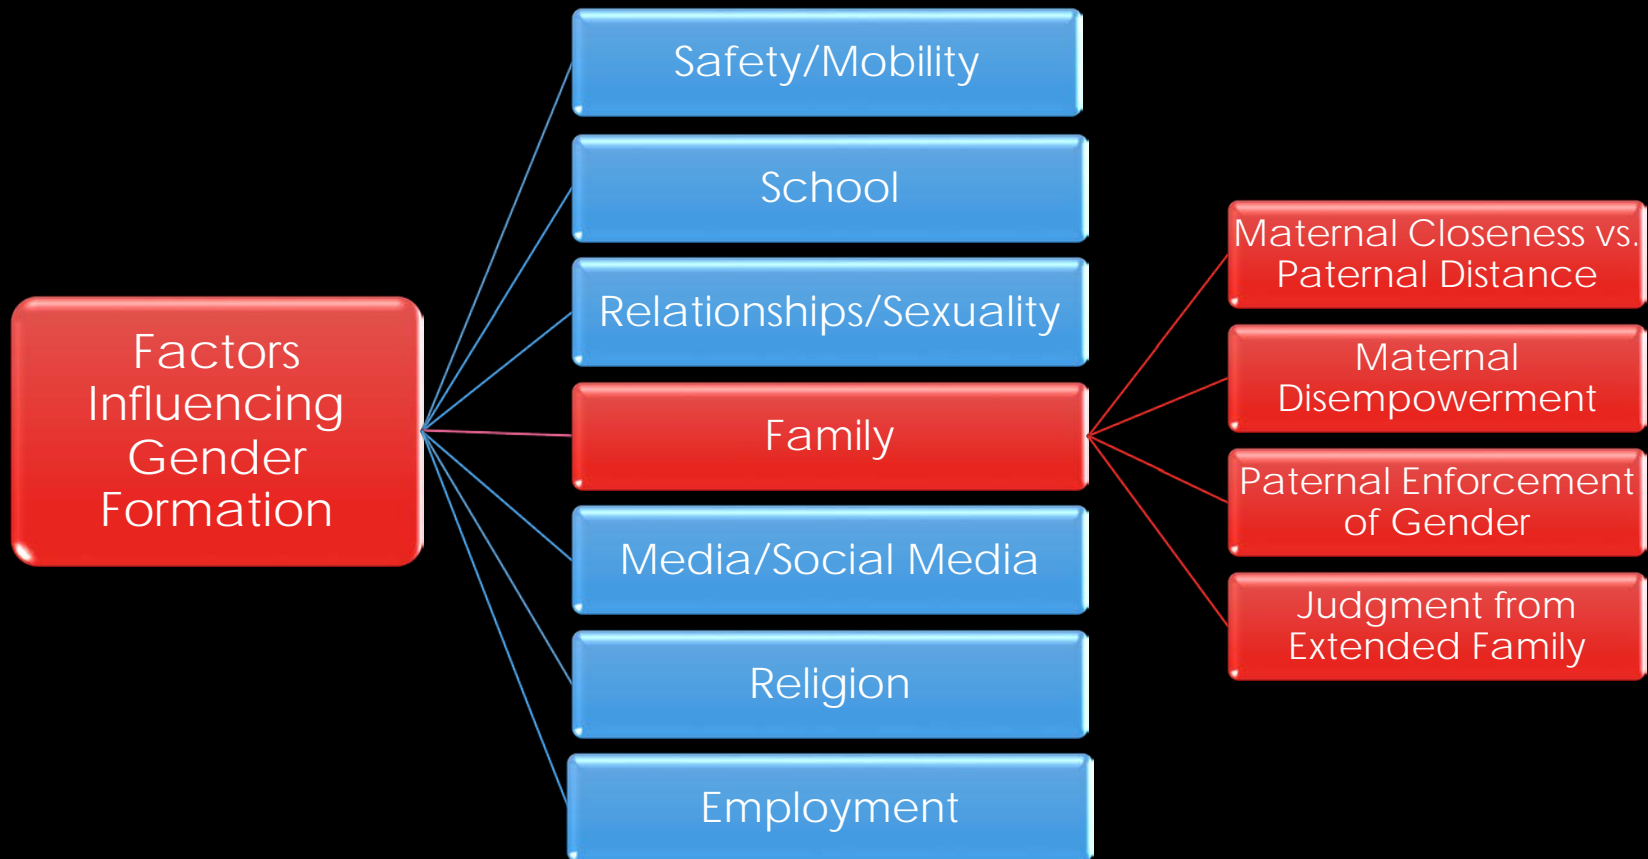 Factors
Influencing
Gender
Formation
Safety/Mobility
School
Relationships/Sexuality
Family
Media/Social Media
Religion
Employment
Maternal Closeness vs.
Paternal Distance
Maternal
Disempowerment
Paternal Enforcement
of Gender
Judgment from
Extended Family